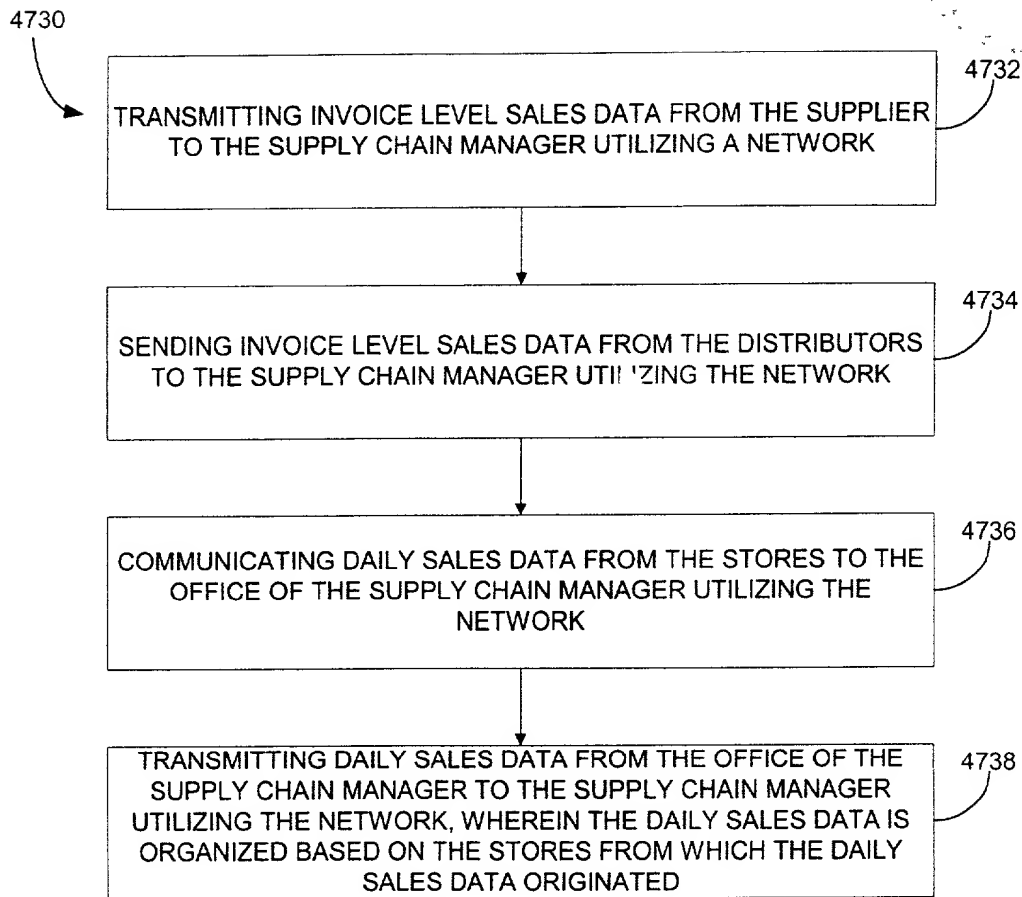 4730
4732
TRANSMITTING INVOICE LEVEL SALES DATA FROM THE SUPPLIER
TO THE SUPPLY CHAIN MANAGER UTILIZING A NETWORK
4734
SENDING INVOICE LEVEL SALES DATA FROM THE DISTRIBUTORS
TO THE SUPPLY CHAIN MANAGER UTILIZING THE NETWORK
4736
COMMUNICATING DAILY SALES DATA FROM THE STORES TO THE
OFFICE OF THE SUPPLY CHAIN MANAGER UTILIZING THE
NETWORK
4738
TRANSMITTING DAILY SALES DATA FROM THE OFFICE OF THE
SUPPLY CHAIN MANAGER TO THE SUPPLY CHAIN MANAGER
UTILIZING THE NETWORK, WHEREIN THE DAILY SALES DATA IS
ORGANIZED BASED ON THE STORES FROM WHICH THE DAILY
SALES DATA ORIGINATED